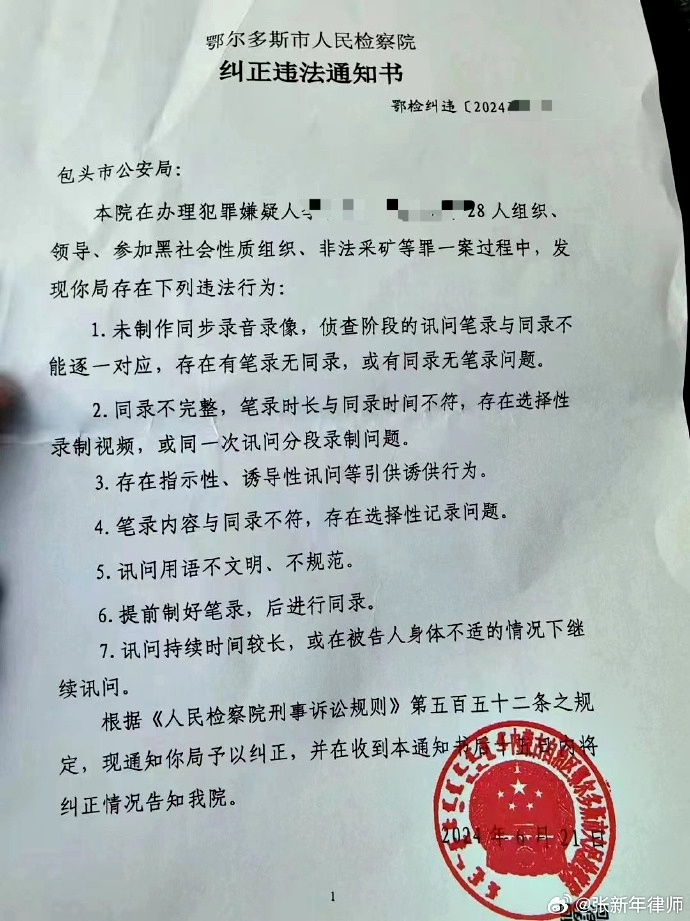 鄂尔多斯市人民检察院
纠正违法通知书
鄂检纠违〔2024
包头市公安局：
本院在办理犯罪嫌疑人 28人组织、
领导、参加黑社会性质组织、非法采矿等罪一案过程中，发
现你局存在下列违法行为：
1.未制作同步录音录像，侦查阶段的讯问笔录与同录不
能逐一对应，存在有笔录无同录，或有同录无笔录问题。
2.同录不完整，笔录时长与同录时间不符，存在选择性
录制视频，或同一次讯问分段录制问题。
3.存在指示性、诱导性讯问等引供诱供行为。
4.笔录内容与同录不符，存在选择性记录问题。
5.讯问用语不文明、不规范。
6.提前制好笔录，后进行同录。
7.讯问持续时间较长，或在被告人身体不适的情况下继
续讯问。
根据《人民检察院刑事诉讼规则》第五百五十二条之规
定，现通知你局予以纠正，并在收到本通知书后十五日内将
纠正情况告知我院。
2024年6月21日
1
@张新年律师